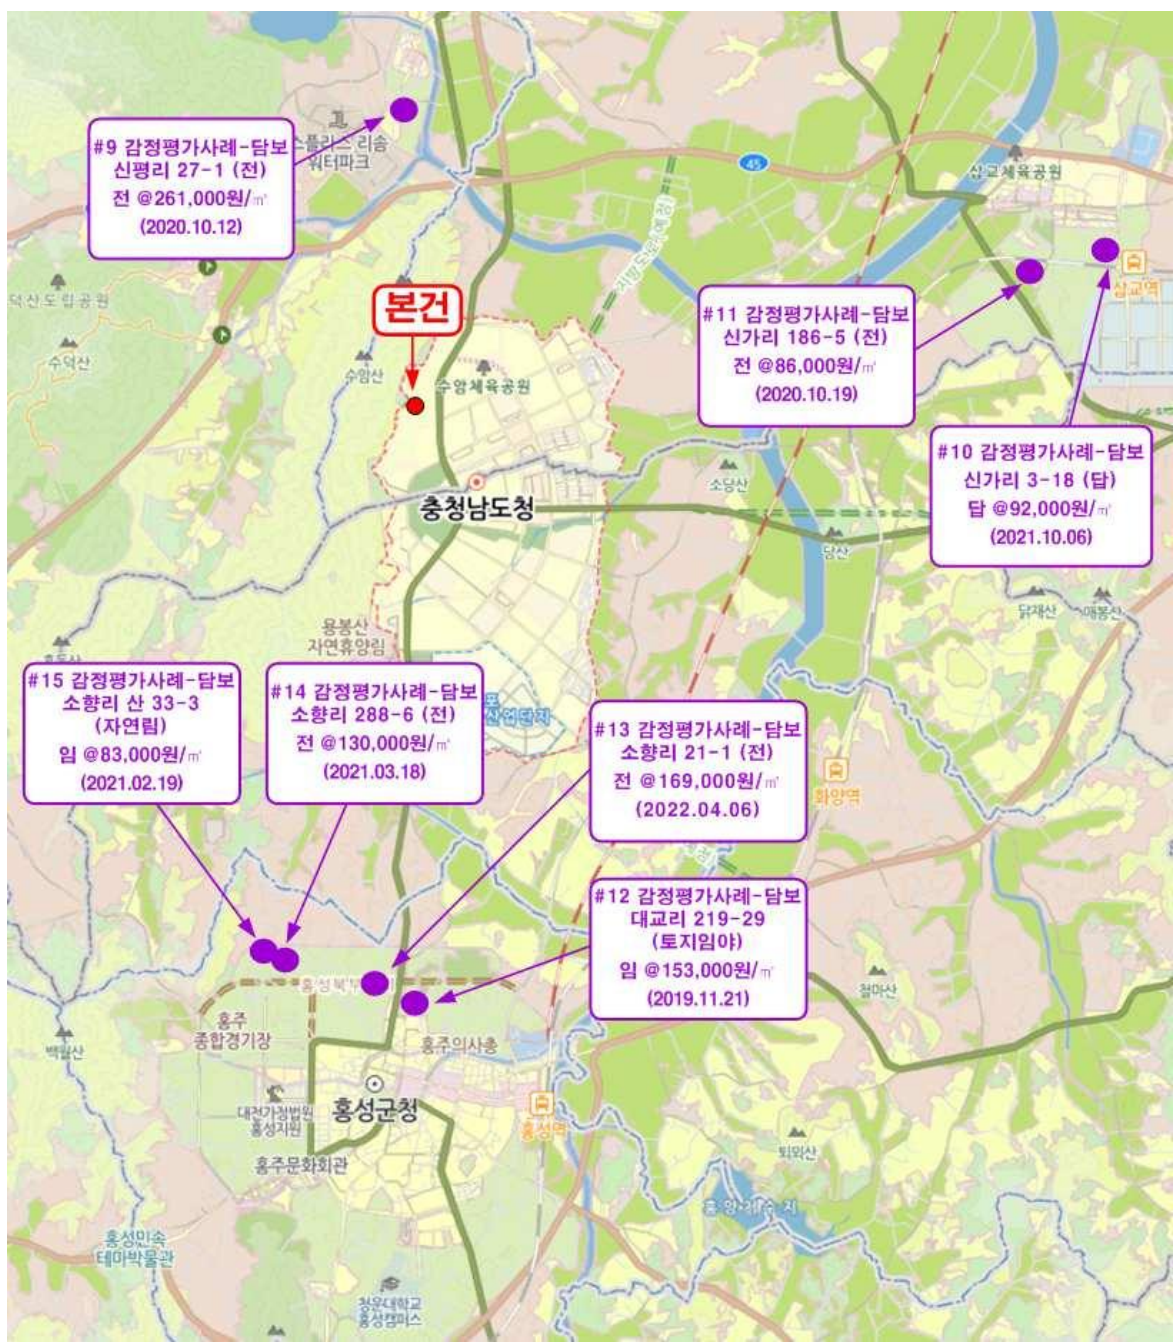 #9 감정평가사례-담보
신평리 27-1 (전)
전 @261,000원/㎡
(2020.10.12)
스플라스 리솜
워터파크
45
삽교체육공원
지방도로(예정)
삽교역
덕산도립공원
수덕산
본건
수암산
수암체육공원
#11 감정평가사례-담보
신가리 186-5 (전)
전 @86,000원/㎡
(2020.10.19)
#10 감정평가사례-담보
신가리 3-18 (답)
답 @92,000원/㎡
(2021.10.06)
소당산
충청남도청
당산
닭재산
매봉산
용봉산
자연휴양림
산업단지
#15 감정평가사례-담보
소향리 산 33-3
(자연림)
임 @83,000원/㎡
(2021.02.19)
#14 감정평가사례-담보
소향리 288-6 (전)
전 @130,000원/㎡
(2021.03.18)
#13 감정평가사례-담보
소향리 21-1 (전)
전 @169,000원/㎡
(2022.04.06)
화양역
#12 감정평가사례-담보
대교리 219-29
(토지임야)
임 @153,000원/㎡
(2019.11.21)
철마산
홍성북부
홍주
종합경기장
홍주의사총
백월산
대전가정법원
홍성지원
홍성군청
홍성역
홍주문화회관
퇴뫼산
홍성민속
테마박물관
청운대학교
홍성캠퍼스